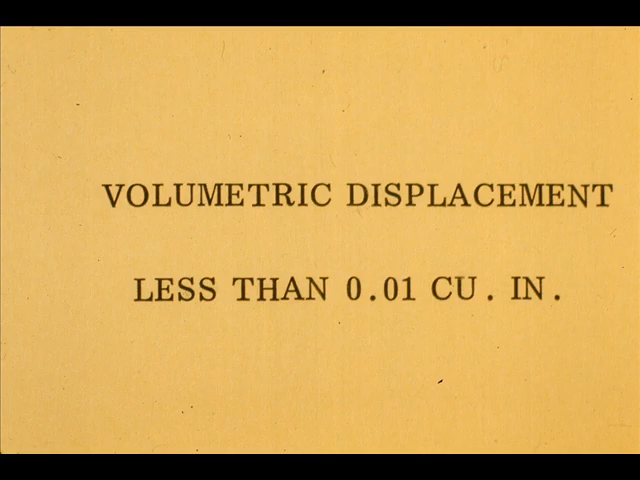 VOLUMETRIC DISPLACEMENT
LESS THAN 0.01 CU. IN.